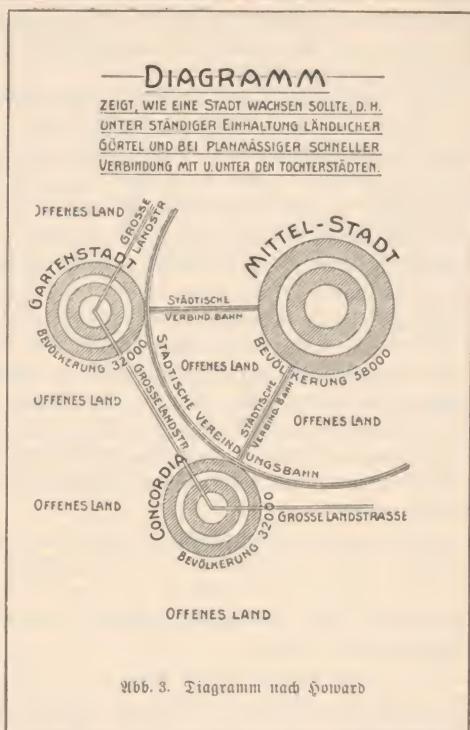 DIAGRAMM
ZEIGT, WIE EINE STADT WACHSEN SOLLTE, D. H.
UNTER STÄNDIGER EINHALTUNG LÄNDLICHER
GÜRTEL UND BEI PLANMÄSSIGER SCHNELLER
VERBINDUNG MIT U. UNTER DEN TOCHTERSTÄDTEN.
OFFENES LAND
GROSSE
LANDSTR
MITTEL-STADT
GARTENSTADT
STÄDTISCHE
VERBIND. BAHN
BEVÖLKERUNG 32000
BEVÖLKERUNG 58000
OFFENES LAND
STÄDTISCHE VERBINDUNGSBAHN
OFFENES LAND
GROSSE LANDSTR
STÄDTISCHE
VERBIND. BAHN
OFFENES LAND
OFFENES LAND
CONCORDIA
GROSSE LANDSTRASSE
BEVÖLKERUNG 32000
OFFENES LAND
Abb. 3. Diagramm nach Howard